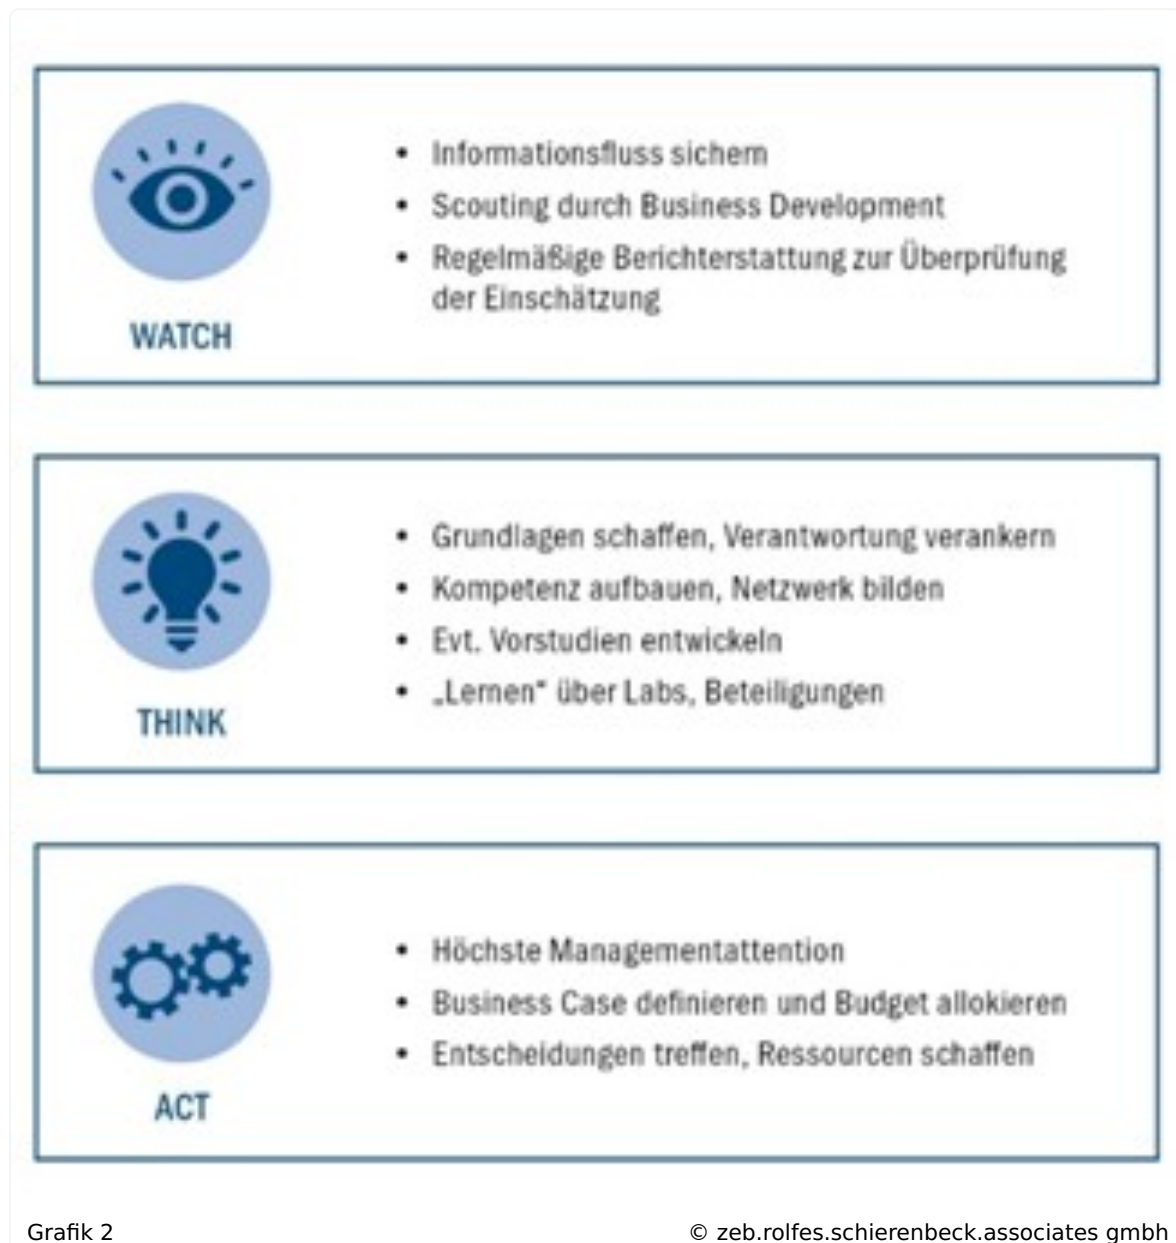 • Informationsfluss sichern
• Scouting durch Business Development
• Regelmäßige Berichterstattung zur Überprüfung
der Einschätzung
WATCH
• Grundlagen schaffen, Verantwortung verankern
• Kompetenz aufbauen, Netzwerk bilden
• Evt. Vorstudien entwickeln
• „Lernen“ über Labs, Beteiligungen
THINK
• Höchste Managementattention
• Business Case definieren und Budget allokieren
• Entscheidungen treffen, Ressourcen schaffen
ACT
Grafik 2 © zeb.rolfes.schierenbeck.associates gmbh